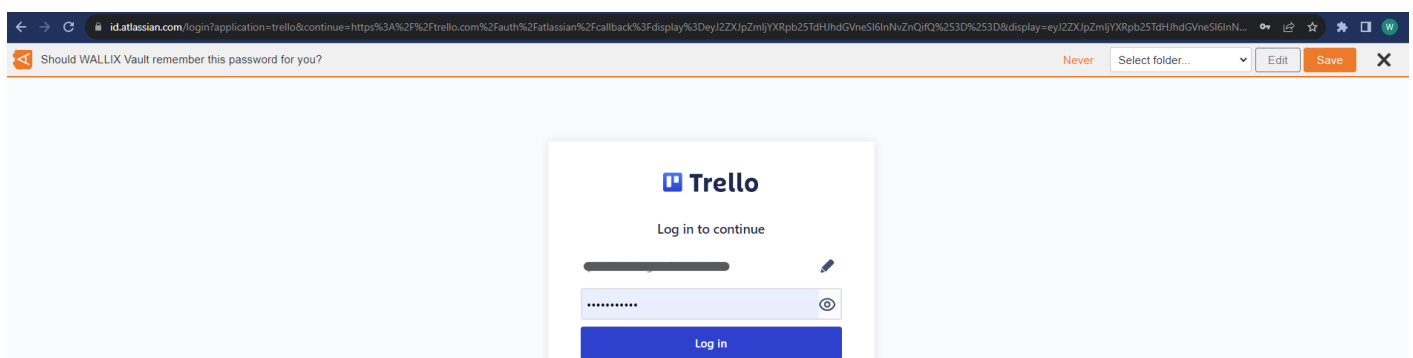 id.atlassian.com/login?application=trello&continue=https%3A%2F%2Ftrello.com%2Fauth%2Fatlassian%2Fcallback%3Fdisplay%3DeyJ2ZXJpZmljYXRpb25TdHJhdGVneSI6InNvZnQifQ%253D%253D&display=eyJ2ZXJpZmljYXRpb25TdHJhdGVneSI6InN...
W
Should WALLIX Vault remember this password for you?
Never
Select folder...
Edit
Save
Trello
Log in to continue
Log in